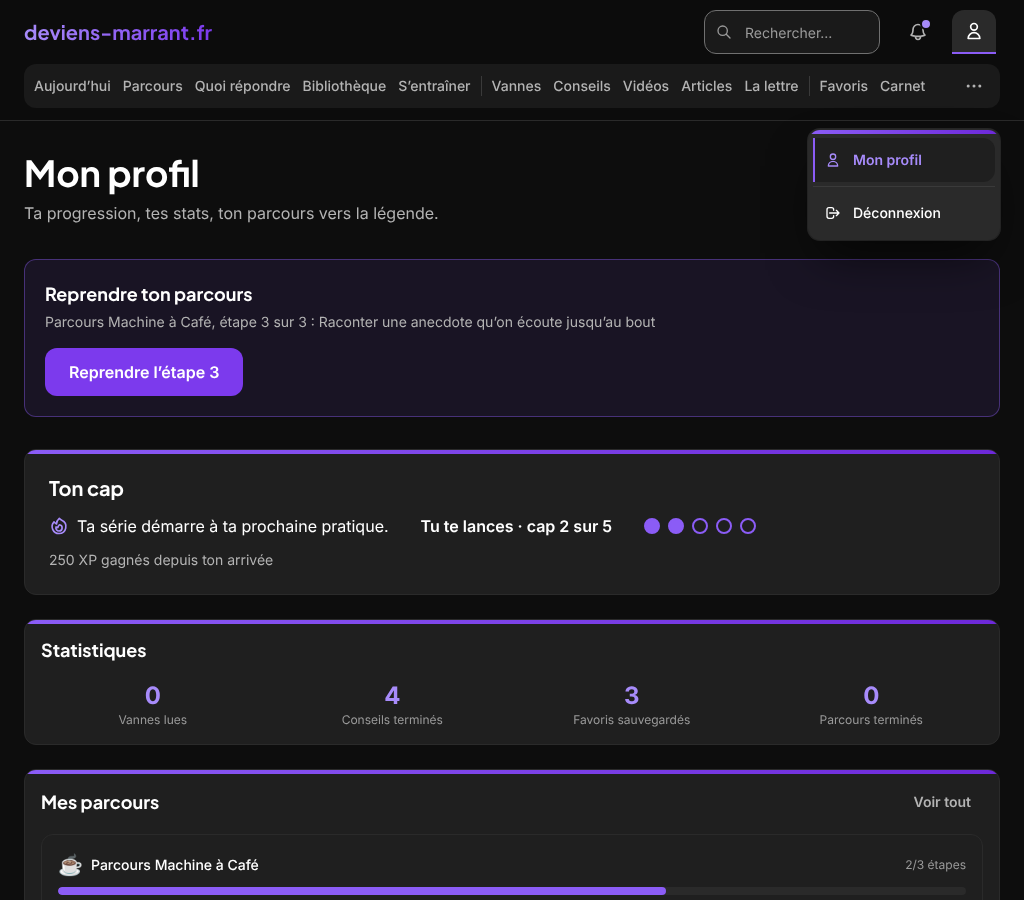 deviens-marrant.fr
Rechercher...
Aujourd’hui Parcours Quoi répondre Bibliothèque S’entraîner Vannes Conseils Vidéos Articles La lettre Favoris Carnet
Mon profil
Déconnexion
Mon profil
Ta progression, tes stats, ton parcours vers la légende.
Reprendre ton parcours
Parcours Machine à Café, étape 3 sur 3 : Raconter une anecdote qu’on écoute jusqu’au bout
Reprendre l’étape 3
Ton cap
Ta série démarre à ta prochaine pratique. Tu te lances · cap 2 sur 5
250 XP gagnés depuis ton arrivée
Statistiques
0 4 3 0
Vannes lues Conseils terminés Favoris sauvegardés Parcours terminés
Mes parcours Voir tout
Parcours Machine à Café 2/3 étapes